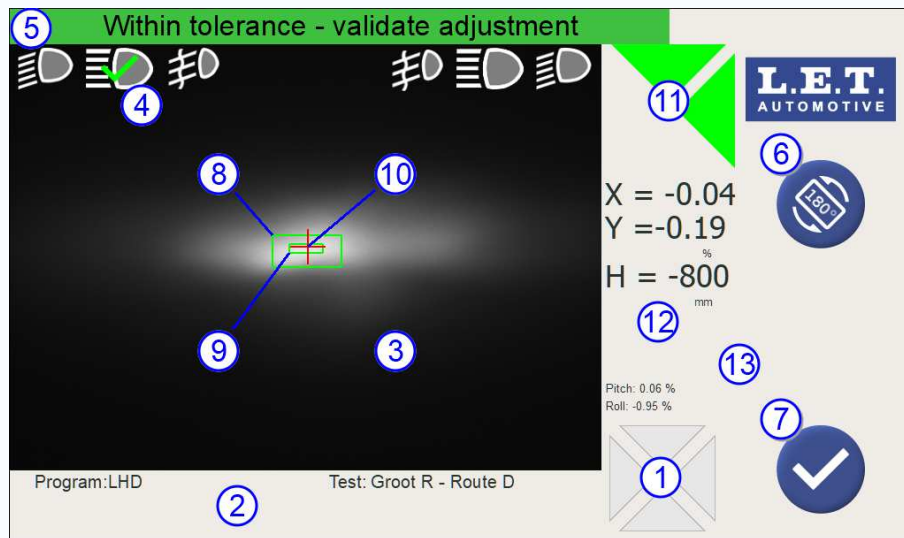 5
Within tolerance - validate adjustment
4
11
L.E.T.
AUTOMOTIVE
6
180°
8
10
X = -0.04
Y =-0.19
%
H = -800
mm
12
9
3
13
Pitch: 0.06 %
Roll: -0.95 %
7
1
Program:LHD
Test: Groot R - Route D
2